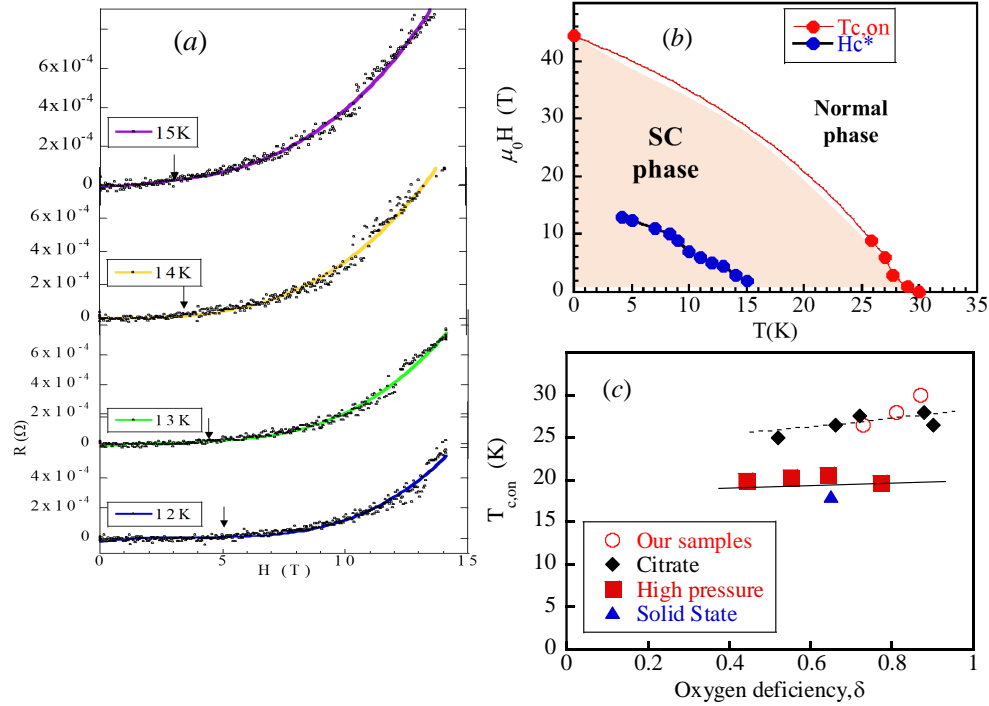 (a)
6x10⁻⁴
4x10⁻⁴
2x10⁻⁴
0
15K
6x10⁻⁴
4x10⁻⁴
2x10⁻⁴
0
14K
6x10⁻⁴
4x10⁻⁴
2x10⁻⁴
0
13K
4x10⁻⁴
2x10⁻⁴
0
12K
R (Ω)
0
5
10
15
H (T)
(b)
Tc,on
Hc*
Normal
phase
SC
phase
μ₀H (T)
40
30
20
10
0
0
5
10
15
20
25
30
35
T(K)
(c)
T_c,on (K)
30
25
20
15
10
5
0
Our samples
Citrate
High pressure
Solid State
0
0.2
0.4
0.6
0.8
1
Oxygen deficiency,δ